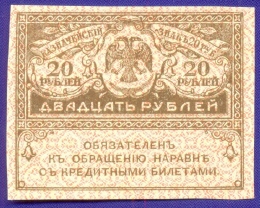 КАЗНАЧЕЙСКІЙ ЗНАКЪ
20 20
РУБЛЕЙ РУБЛЕЙ
ДВАДЦАТЬ РУБЛЕЙ
ОБЯЗАТЕЛЕНЪ
КЪ ОБРАЩЕНІЮ НАРАВНѢ
СЪ КРЕДИТНЫМИ БИЛЕТАМИ.